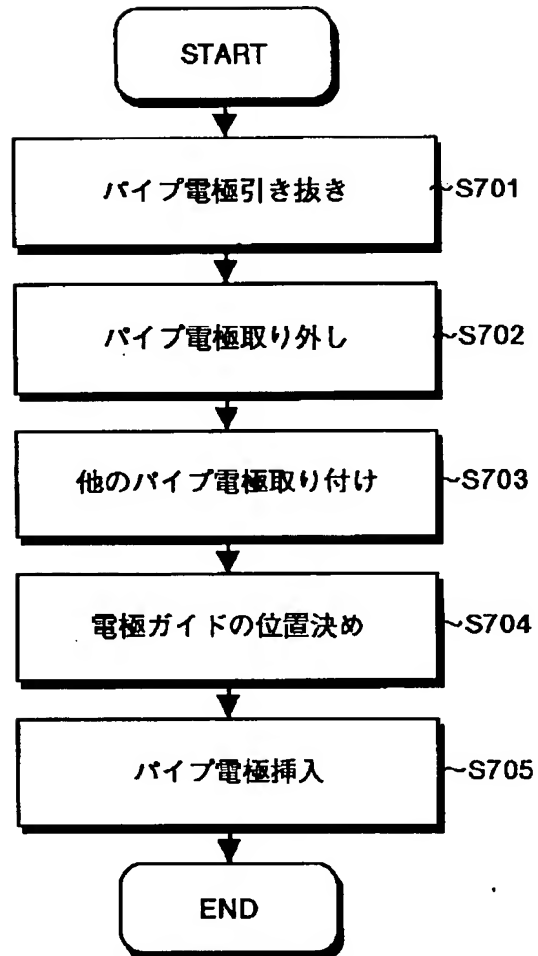 START
パイプ電極引き抜き
~S701
パイプ電極取り外し
~S702
他のパイプ電極取り付け
~S703
電極ガイドの位置決め
~S704
パイプ電極挿入
~S705
END